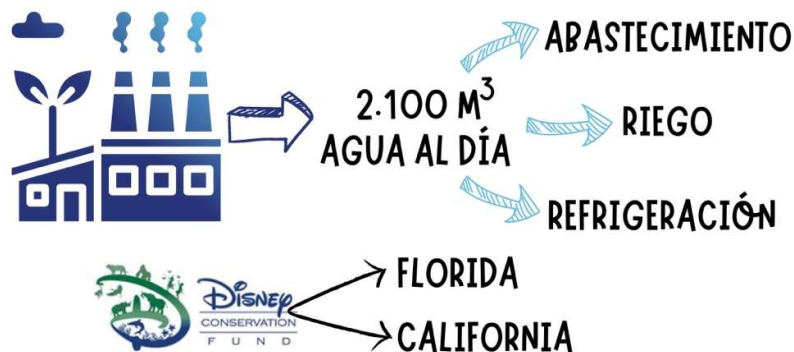 ABASTECIMIENTO
2.100 M³
AGUA AL DÍA
RIEGO
REFRIGERACIÓN
DISNEY
CONSERVATION
FUND
FLORIDA
CALIFORNIA